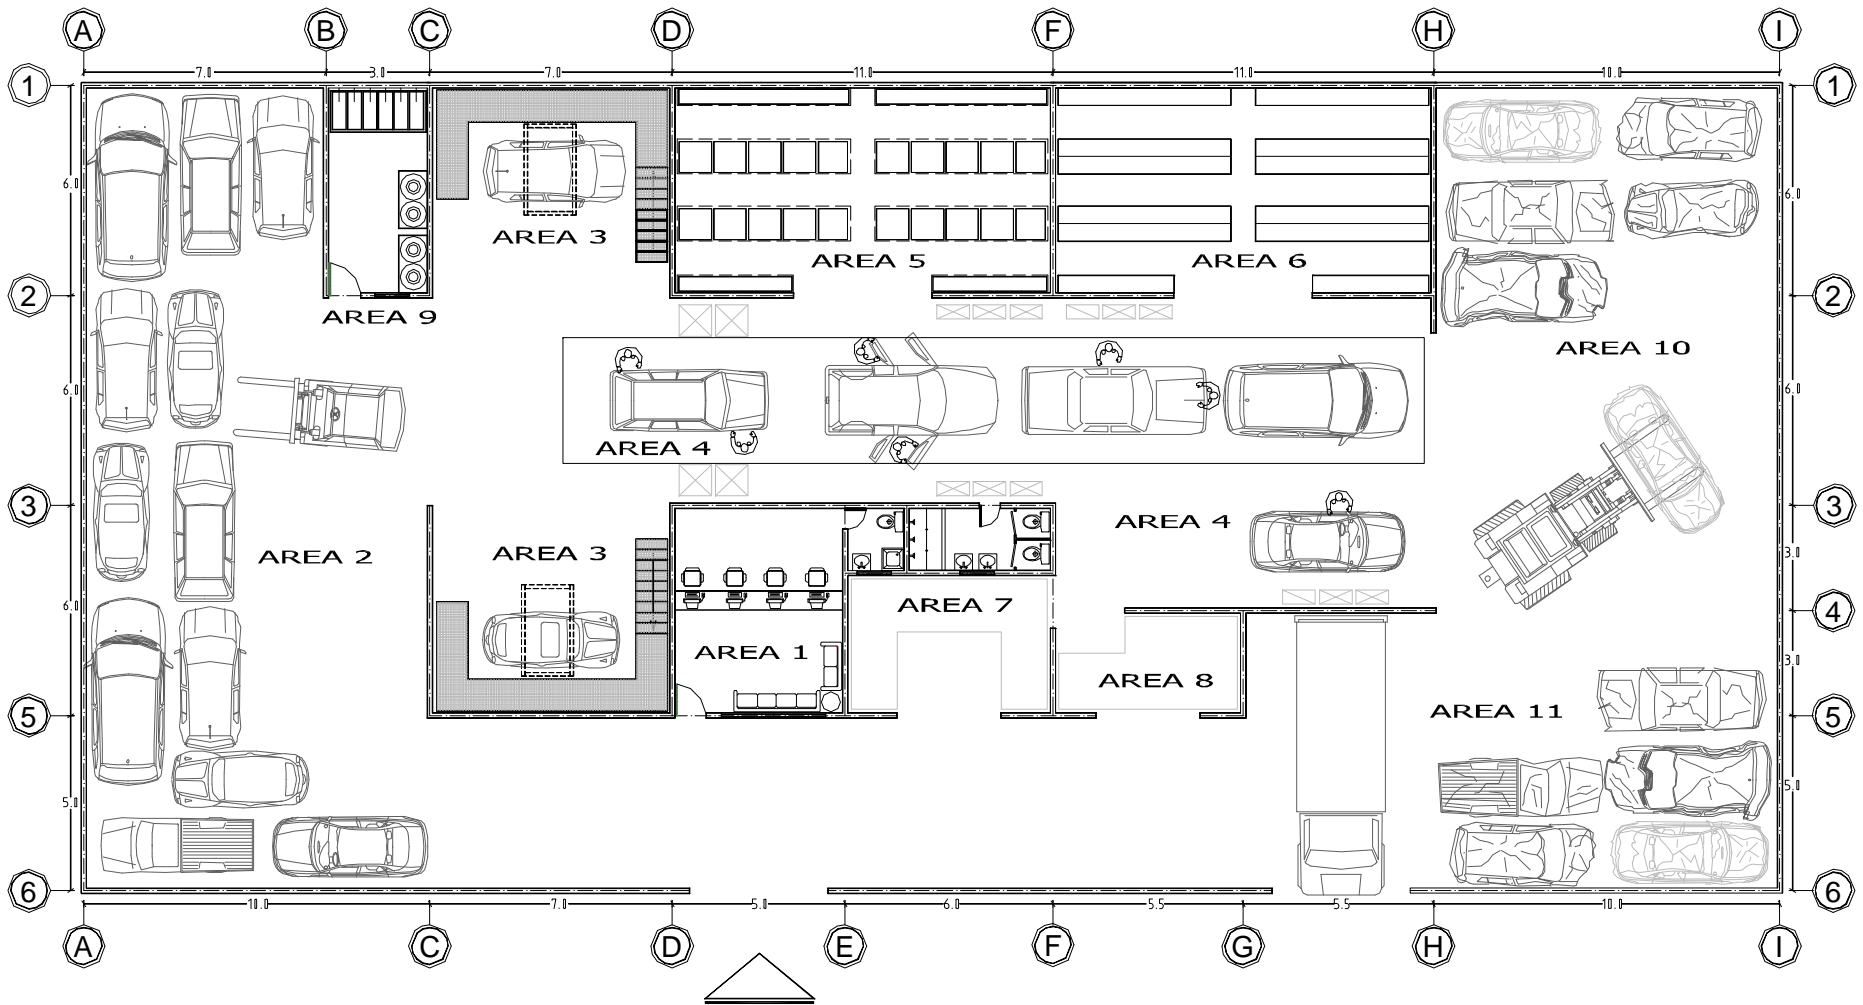 A B C D F H I
7.0 3.0 7.0 11.0 11.0 10.0
1 1
6.0 6.0
AREA 3
AREA 5 AREA 6
2 2
AREA 9
AREA 10
6.0 6.0
AREA 4
3 3
AREA 4
AREA 2 AREA 3
3.0
6.0 AREA 7
4
AREA 1
3.0
AREA 8
AREA 11
5 5
5.0 5.0
6 6
10.0 7.0 5.0 6.0 5.5 5.5 10.0
A C D E F G H I